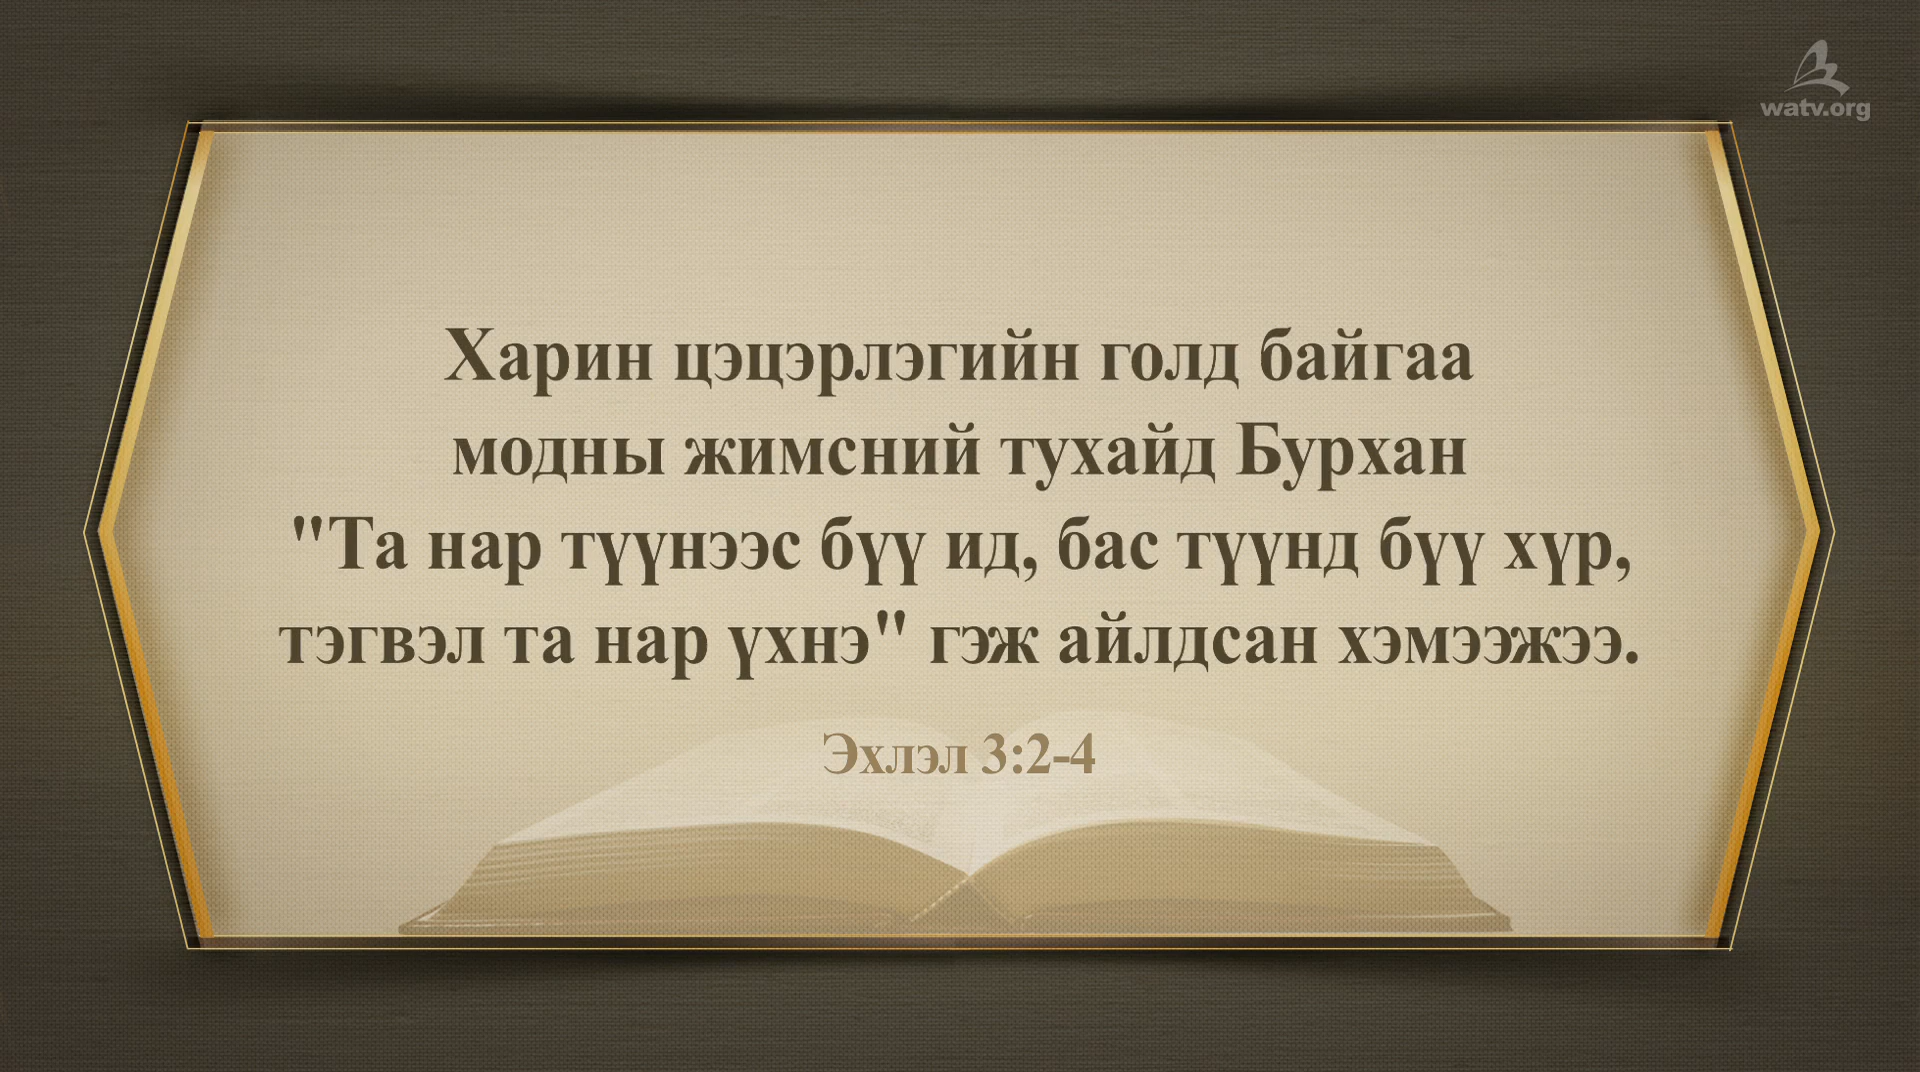 watv.org
Харин цэцэрлэгийн голд байгаа
модны жимсний тухайд Бурхан
"Та нар түүнээс бүү ид, бас түүнд бүү хүр,
тэгвэл та нар үхнэ" гэж айлдсан хэмээжээ.
Эхлэл 3:2-4